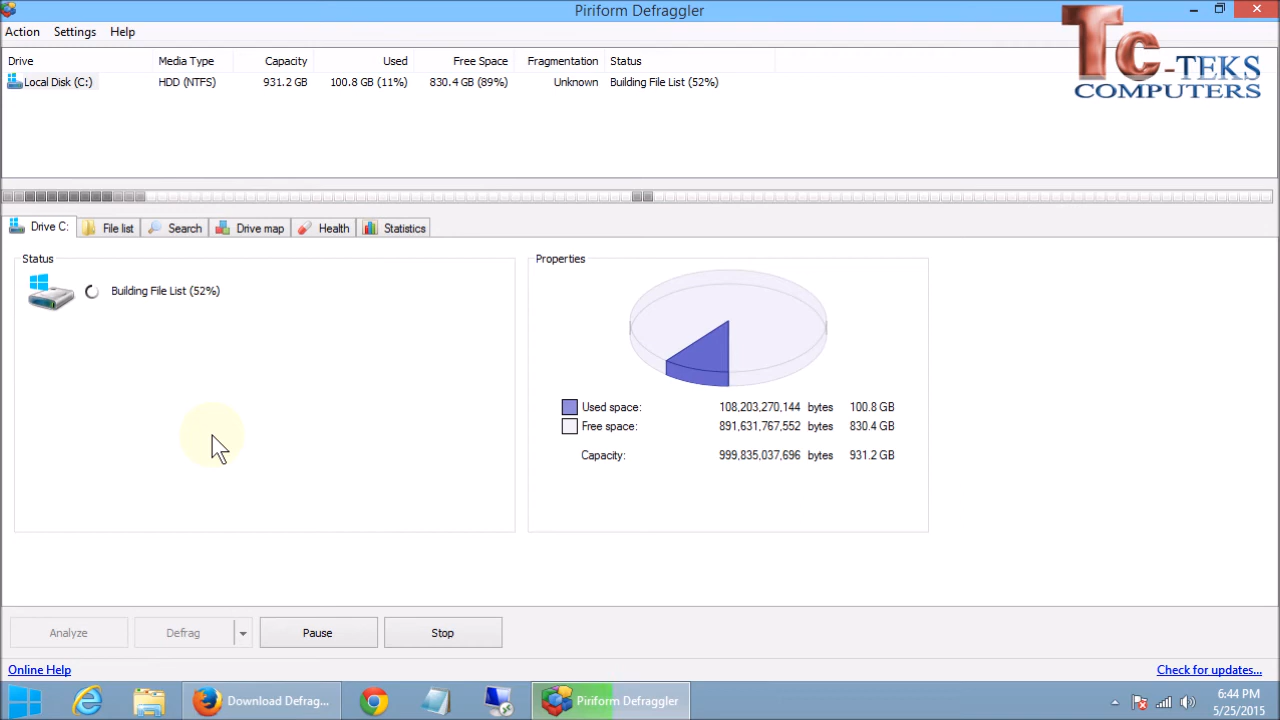 Piriform Defraggler
Action Settings Help
TC-TEKS
COMPUTERS
Drive Media Type Capacity Used Free Space Fragmentation Status
Local Disk (C:) HDD (NTFS) 931.2 GB 100.8 GB (11%) 830.4 GB (89%) Unknown Building File List (52%)
Drive C: File list Search Drive map Health Statistics
Status
Building File List (52%)
Properties
Used space: 108,203,270,144 bytes 100.8 GB
Free space: 891,631,767,552 bytes 830.4 GB
Capacity: 999,835,037,696 bytes 931.2 GB
Analyze Defrag Pause Stop
Online Help Check for updates...
Download Defrag... Piriform Defraggler 6:44 PM
5/25/2015